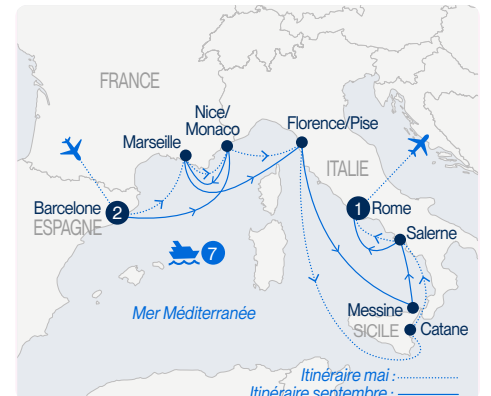 FRANCE
Nice/
Monaco
Marseille
Florence/Pise
ITALIE
Barcelone 2
ESPAGNE
1 Rome
Salerne
7
Mer Méditerranée
Messine
SICILE
Catane
Itinéraire mai :
Itinéraire septembre :